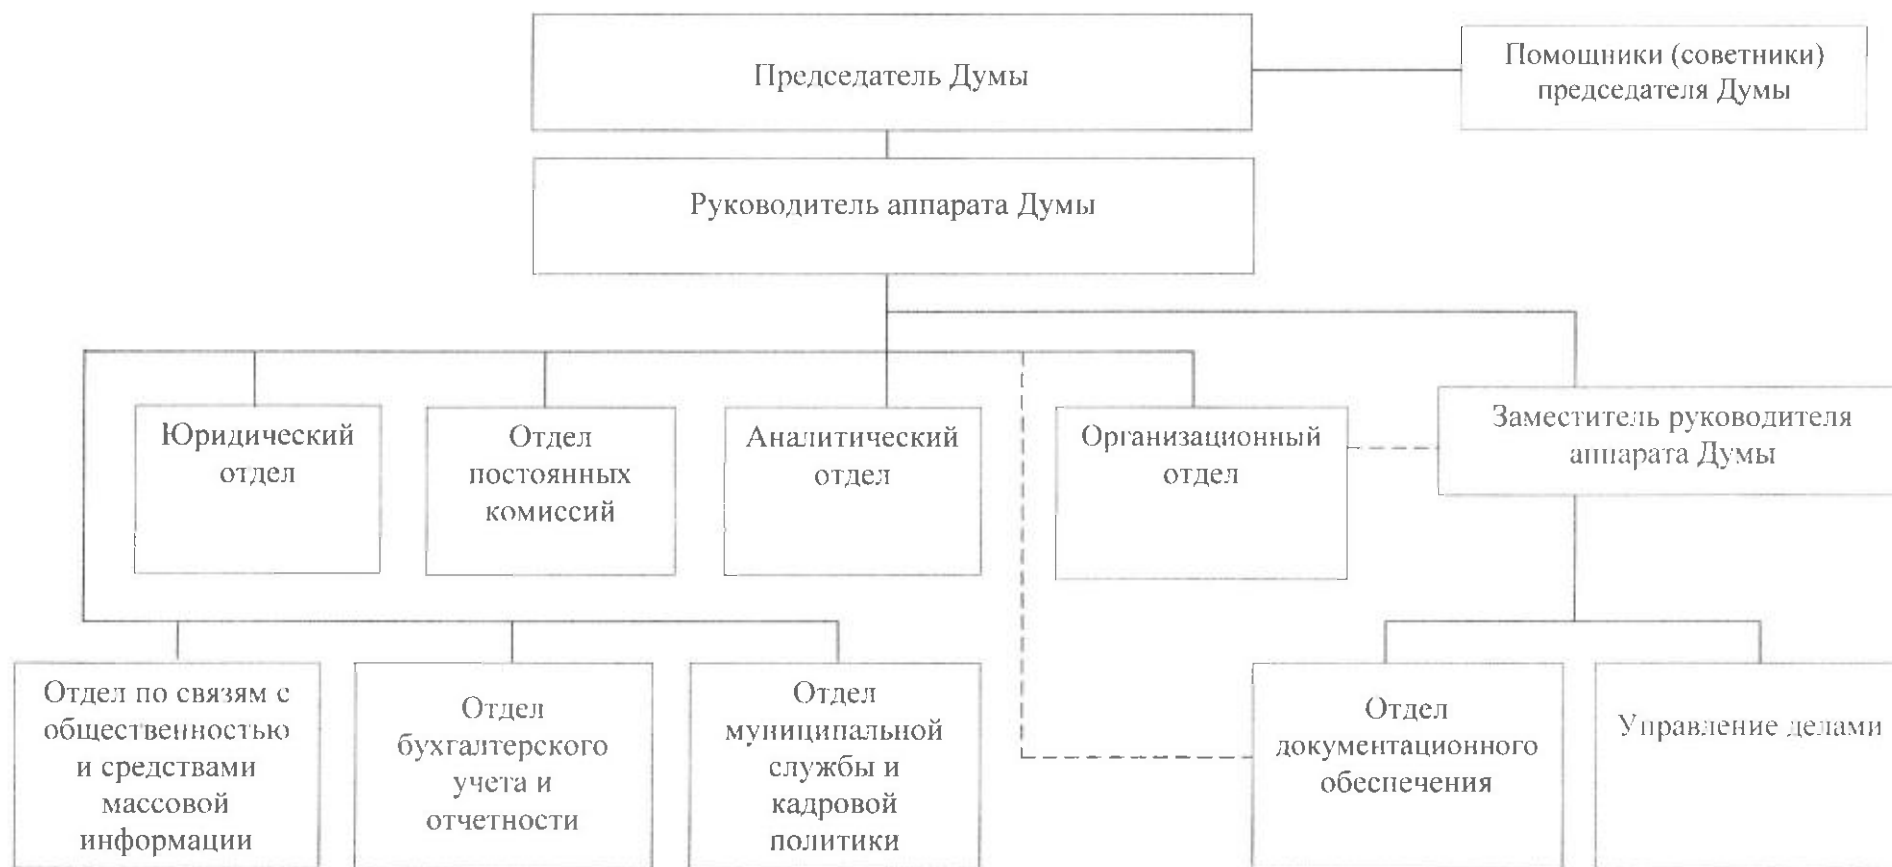 Председатель Думы
Помощники (советники)
председателя Думы
Руководитель аппарата Думы
Юридический
отдел
Отдел
постоянных
комиссий
Аналитический
отдел
Организационный
отдел
Заместитель руководителя
аппарата Думы
Отдел по связям с
общественностью
и средствами
массовой
информации
Отдел
бухгалтерского
учета и
отчетности
Отдел
муниципальной
службы и
кадровой
политики
Отдел
документационного
обеспечения
Управление делами